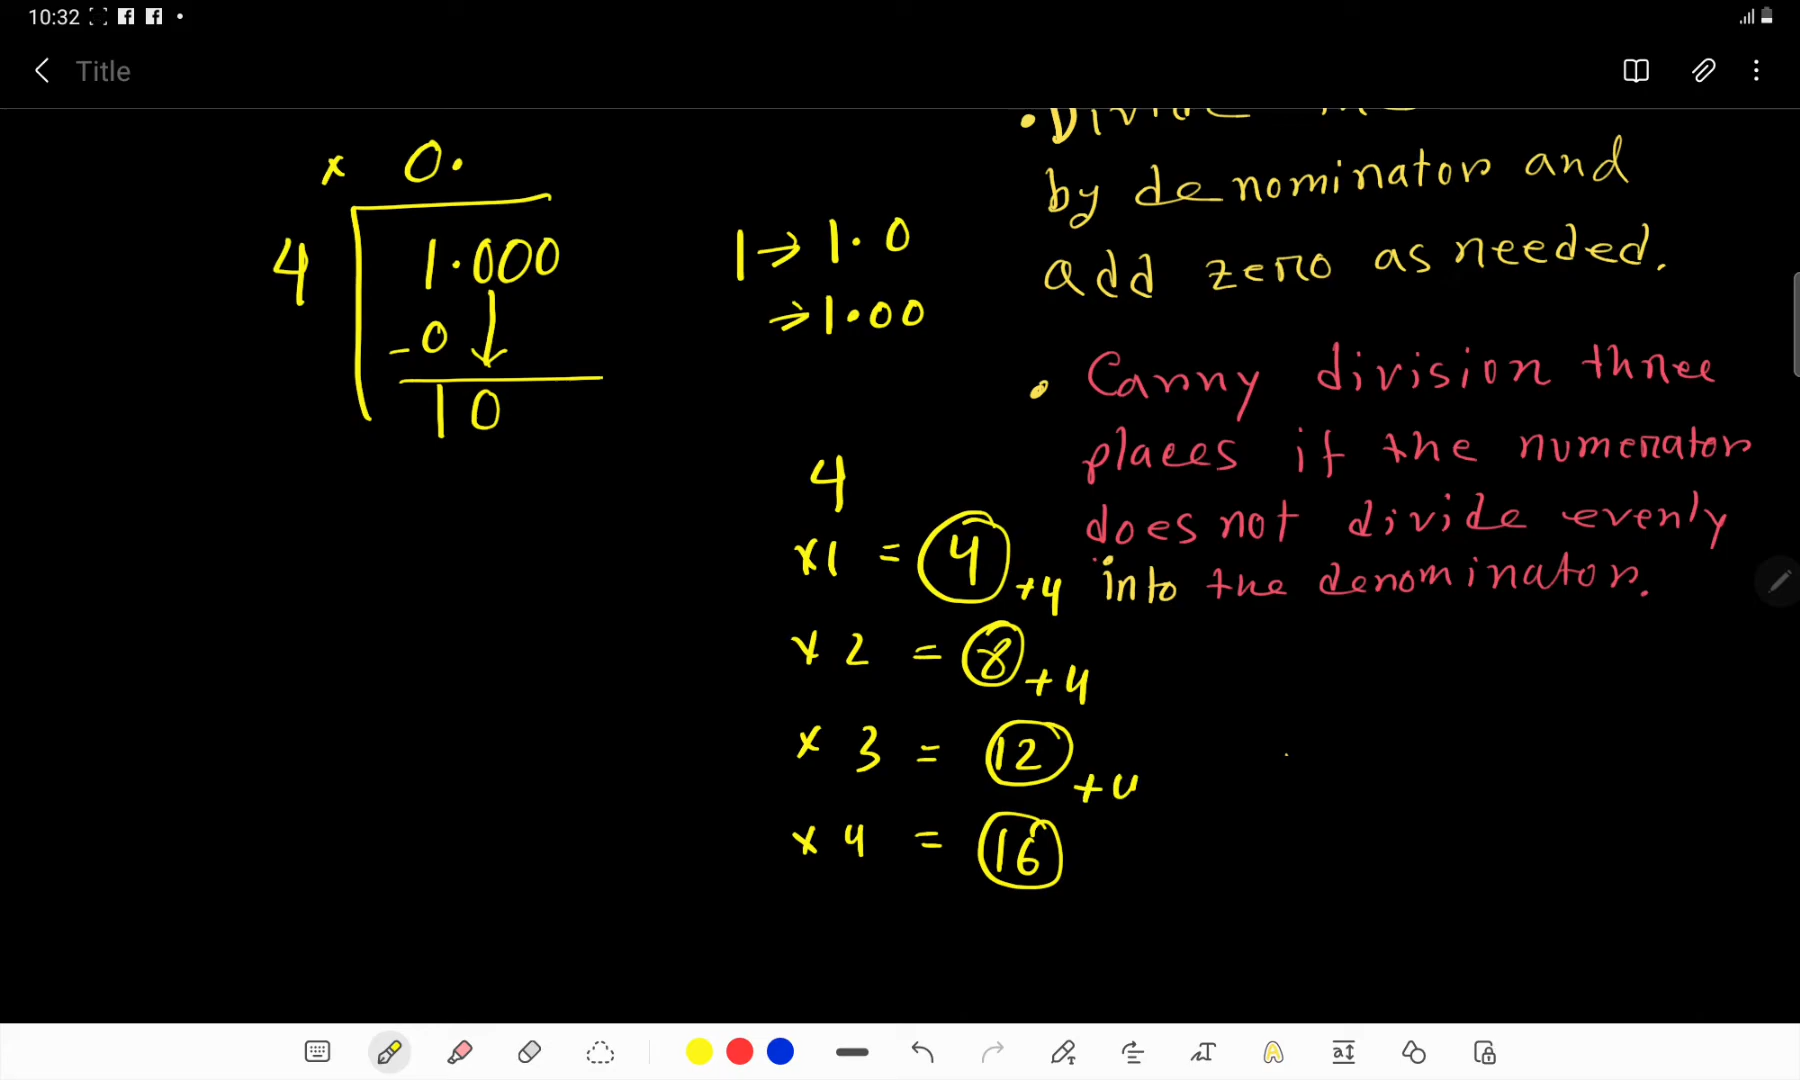 10:32
Title
x 0.
4 1.000
-0
10
1 → 1.0
→ 1.00
4
x1 = 4 +4
x 2 = 8 +4
x 3 = 12 +4
x 4 = 16
• Divide
by denominator and
add zero as needed.
• Carry division three
places if the numerator
does not divide evenly
into the denominator.